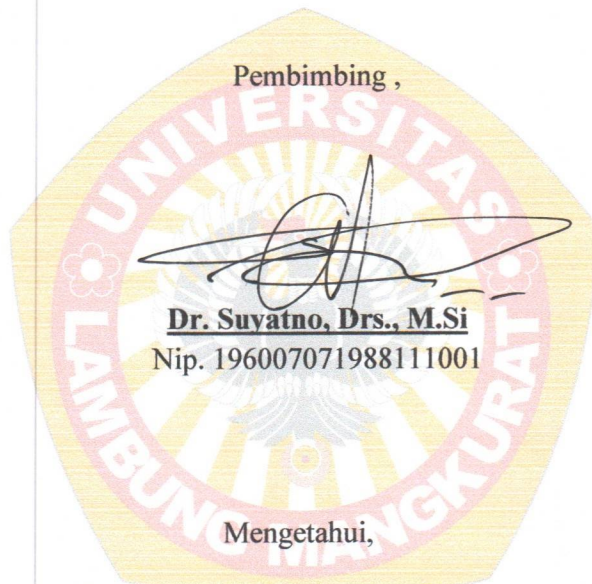 Pembimbing ,
UNIVERSITAS
Dr. Suyatno, Drs., M.Si
Nip. 196007071988111001
LAMBUNG MANGKURAT
Mengetahui,